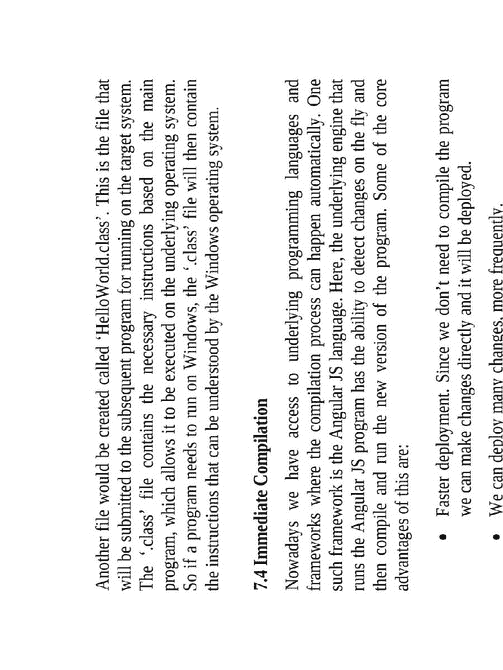 Another file would be created called ‘HelloWorld.class’. This is the file that
will be submitted to the subsequent program for running on the target system.
The ‘.class’ file contains the necessary instructions based on the main
program, which allows it to be executed on the underlying operating system.
So if a program needs to run on Windows, the ‘.class’ file will then contain
the instructions that can be understood by the Windows operating system.
7.4 Immediate Compilation
Nowadays we have access to underlying programming languages and
frameworks where the compilation process can happen automatically. One
such framework is the Angular JS language. Here, the underlying engine that
runs the Angular JS program has the ability to detect changes on the fly and
then compile and run the new version of the program. Some of the core
advantages of this are:
• Faster deployment. Since we don’t need to compile the program
we can make changes directly and it will be deployed.
• We can deploy many changes, more frequently.